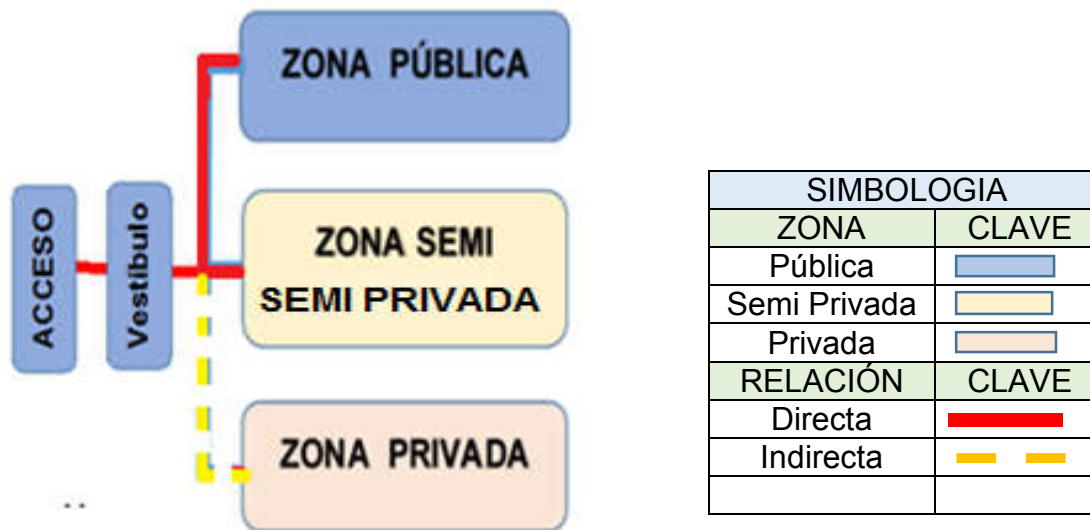 ZONA PÚBLICA
ACCESO
Vestíbulo
ZONA SEMI
SEMI PRIVADA
ZONA PRIVADA
..
SIMBOLOGIA
ZONA CLAVE
Pública
Semi Privada
Privada
RELACIÓN CLAVE
Directa
Indirecta